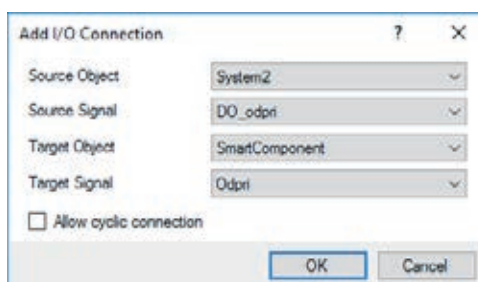 Add I/O Connection ? ×
Source Object System2
Source Signal DO_odpri
Target Object SmartComponent
Target Signal Odpri
Allow cyclic connection
OK Cancel